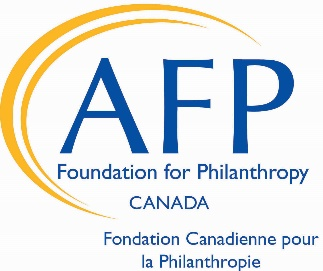 AFP
Foundation for Philanthropy
CANADA
Fondation Canadienne pour
la Philanthropie